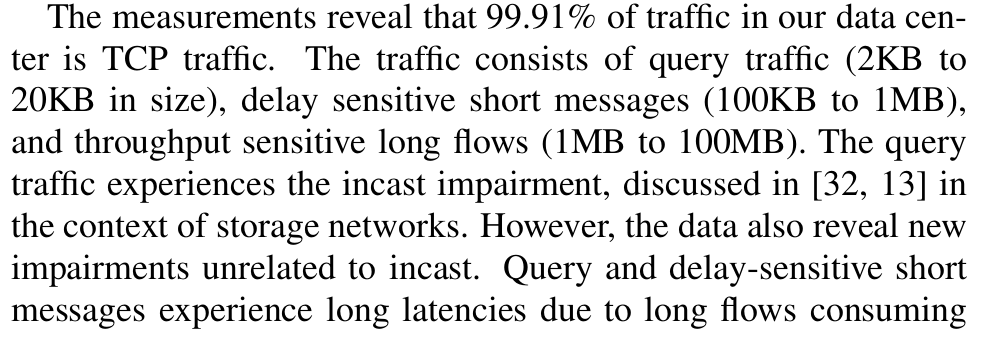 The measurements reveal that 99.91% of traffic in our data cen-
ter is TCP traffic. The traffic consists of query traffic (2KB to
20KB in size), delay sensitive short messages (100KB to 1MB),
and throughput sensitive long flows (1MB to 100MB). The query
traffic experiences the incast impairment, discussed in [32, 13] in
the context of storage networks. However, the data also reveal new
impairments unrelated to incast. Query and delay-sensitive short
messages experience long latencies due to long flows consuming